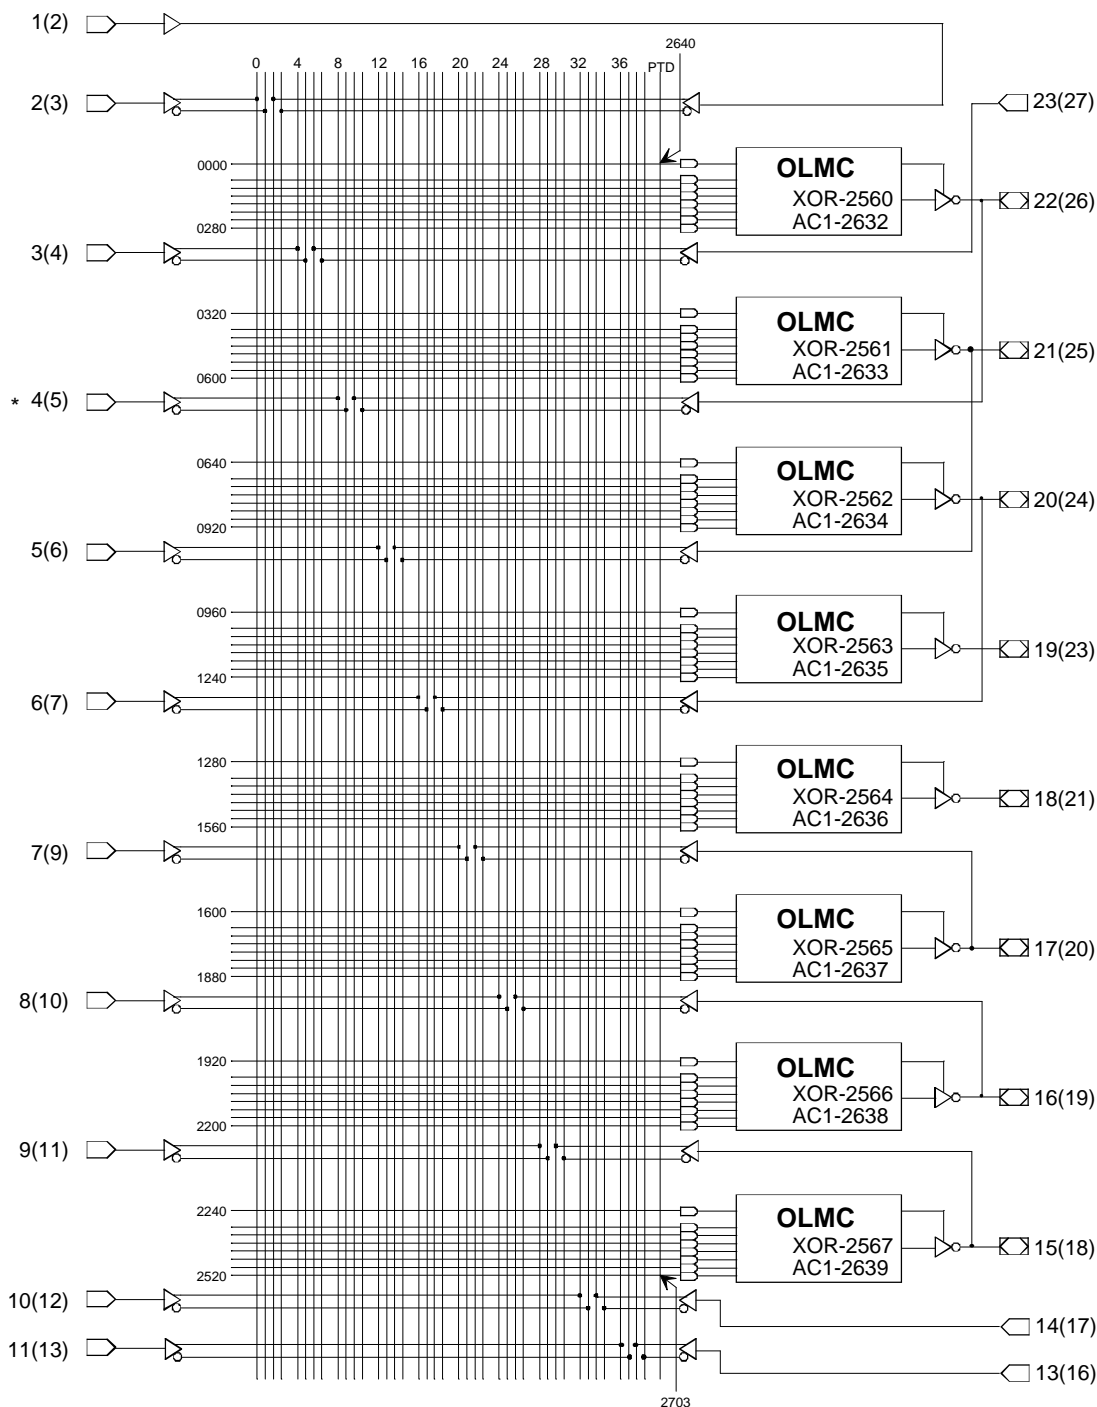 1(2)
2640
0 4 8 12 16 20 24 28 32 36 PTD
2(3)
23(27)
0000
OLMC
XOR-2560
22(26)
AC1-2632
0280
3(4)
0320
OLMC
XOR-2561
21(25)
AC1-2633
0600
* 4(5)
0640
OLMC
XOR-2562
20(24)
AC1-2634
0920
5(6)
0960
OLMC
XOR-2563
19(23)
AC1-2635
1240
6(7)
1280
OLMC
XOR-2564
18(21)
AC1-2636
1560
7(9)
1600
OLMC
XOR-2565
17(20)
AC1-2637
1880
8(10)
1920
OLMC
XOR-2566
16(19)
AC1-2638
2200
9(11)
2240
OLMC
XOR-2567
15(18)
AC1-2639
2520
10(12)
14(17)
11(13)
13(16)
2703